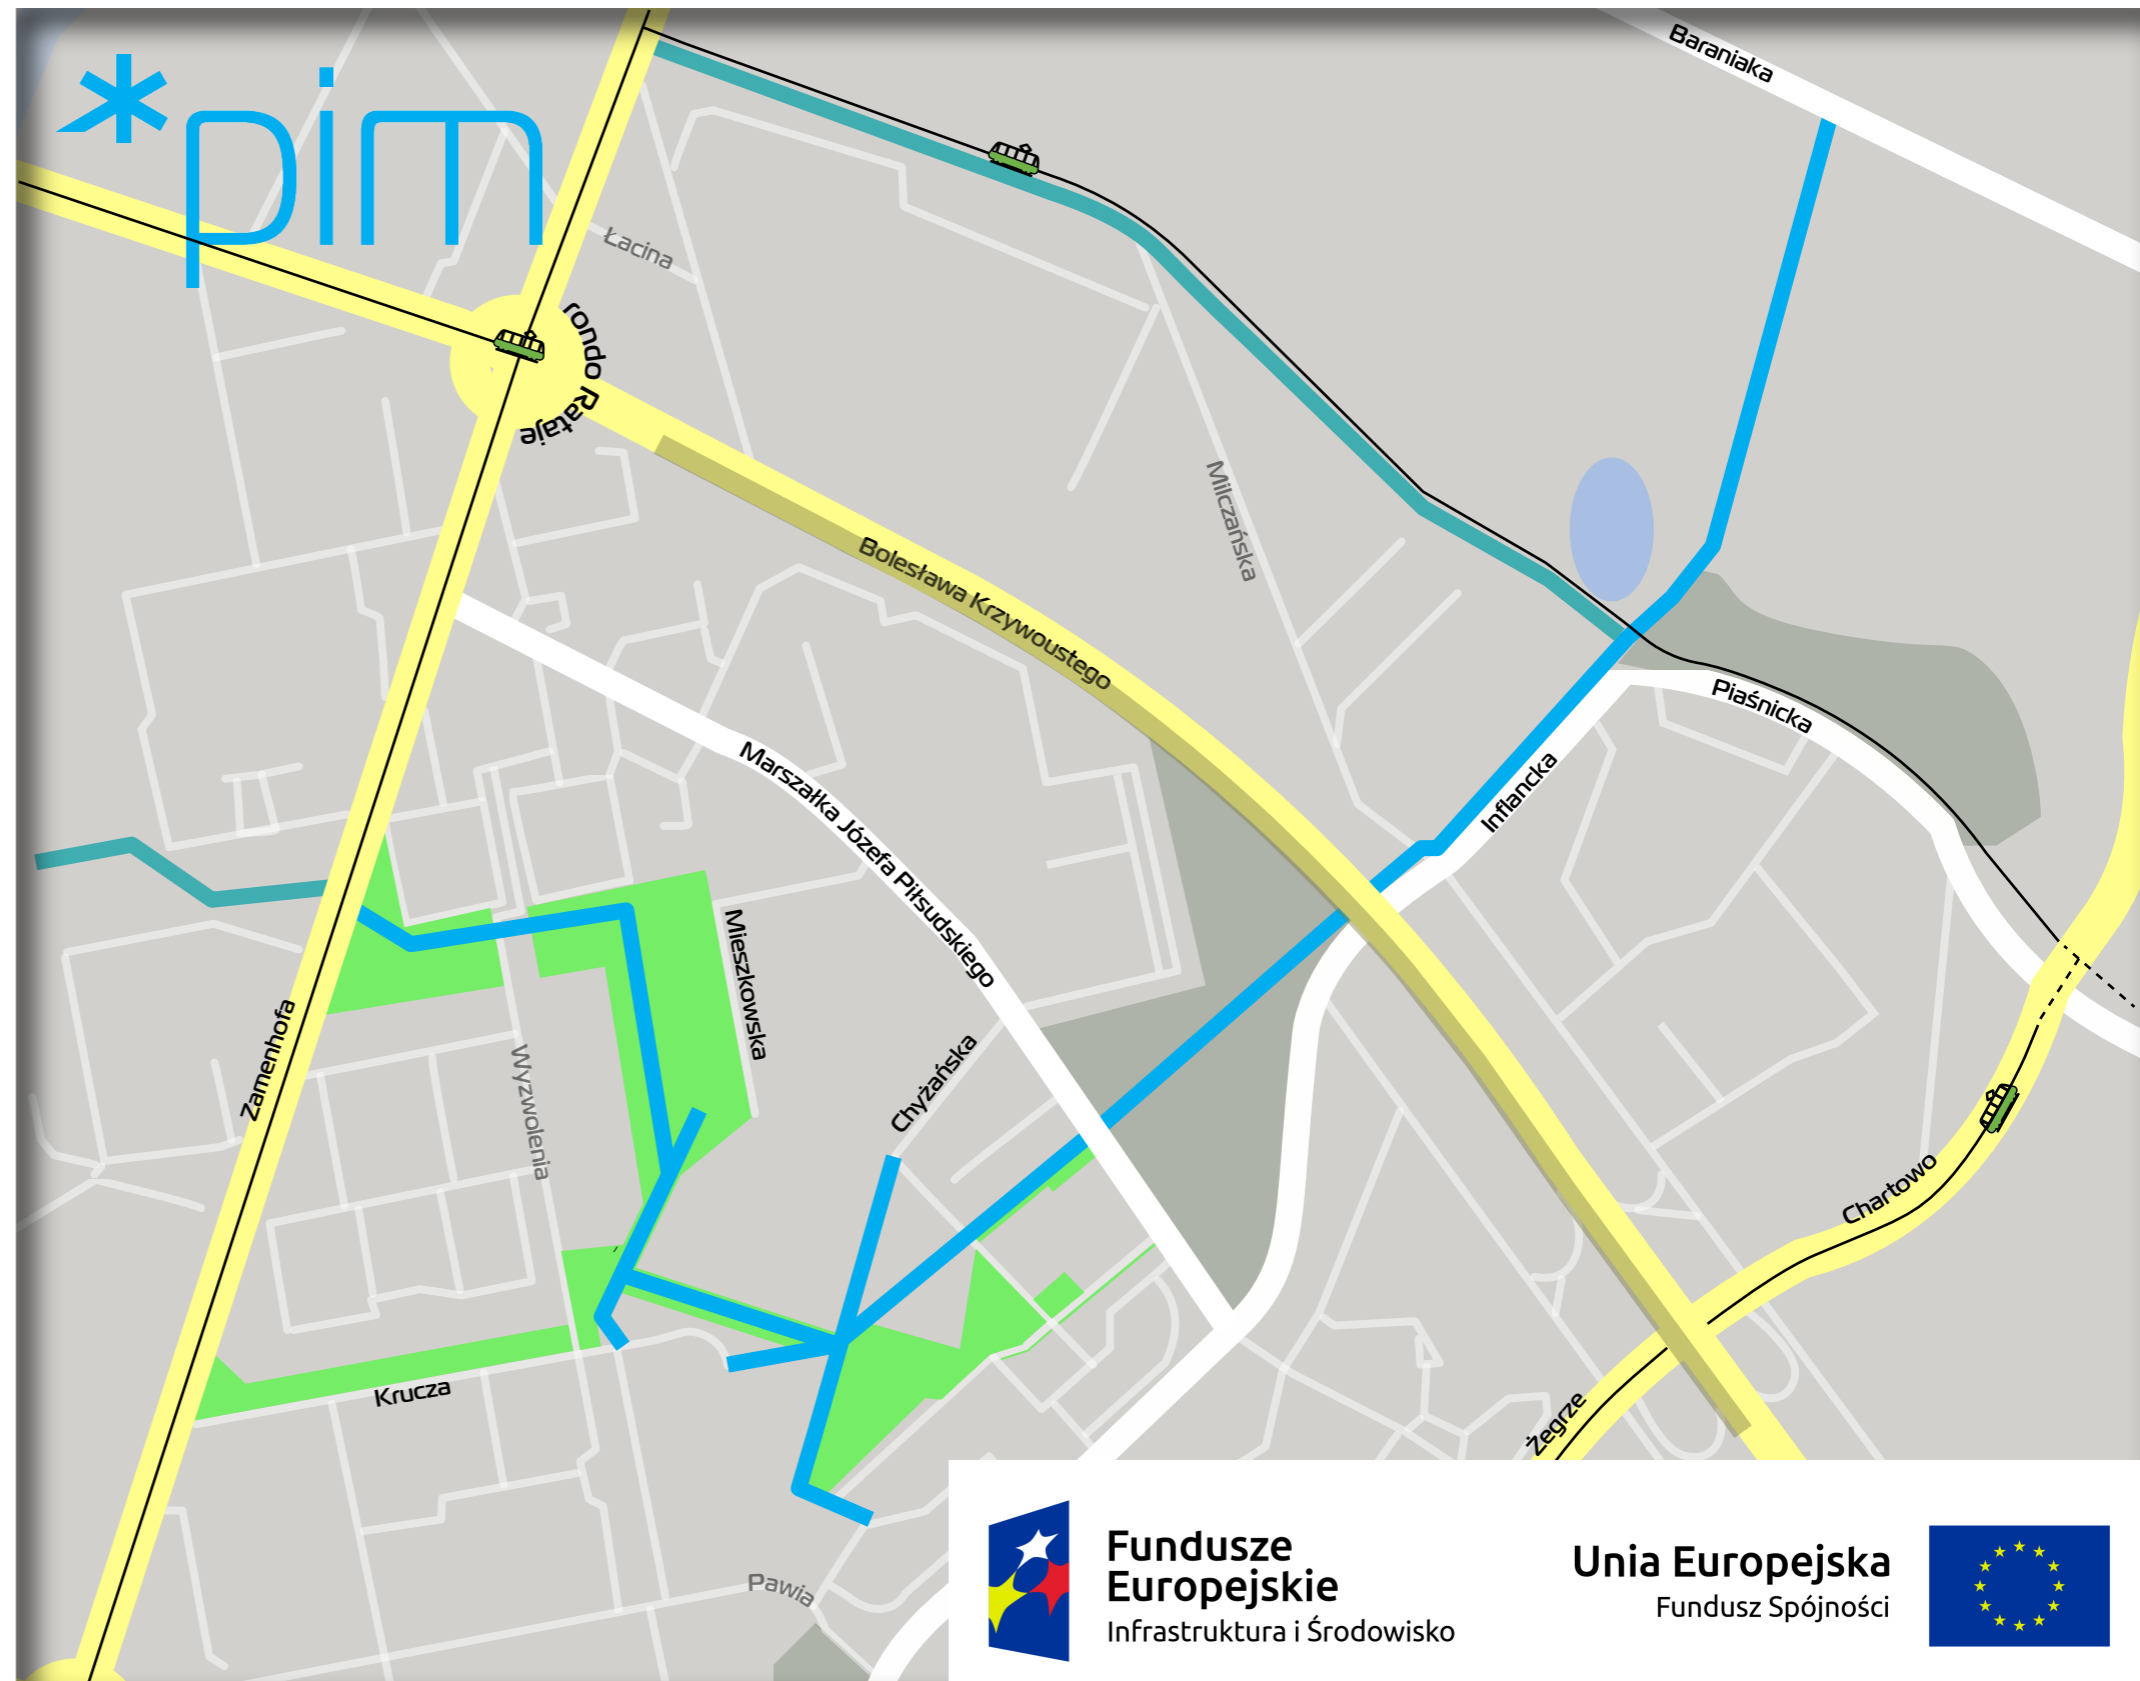 *pim
Baraniaka
Łacina
rondo Rataje
Milczańska
Bolesława Krzywoustego
Piaśnicka
Inflancka
Marszałka Józefa Piłsudskiego
Mieszkowska
Zamenhofa
Wyzwolenia
Chyżańska
Chartowo
Krucza
Żegrze
Pawia
Fundusze
Europejskie
Infrastruktura i Środowisko
Unia Europejska
Fundusz Spójności